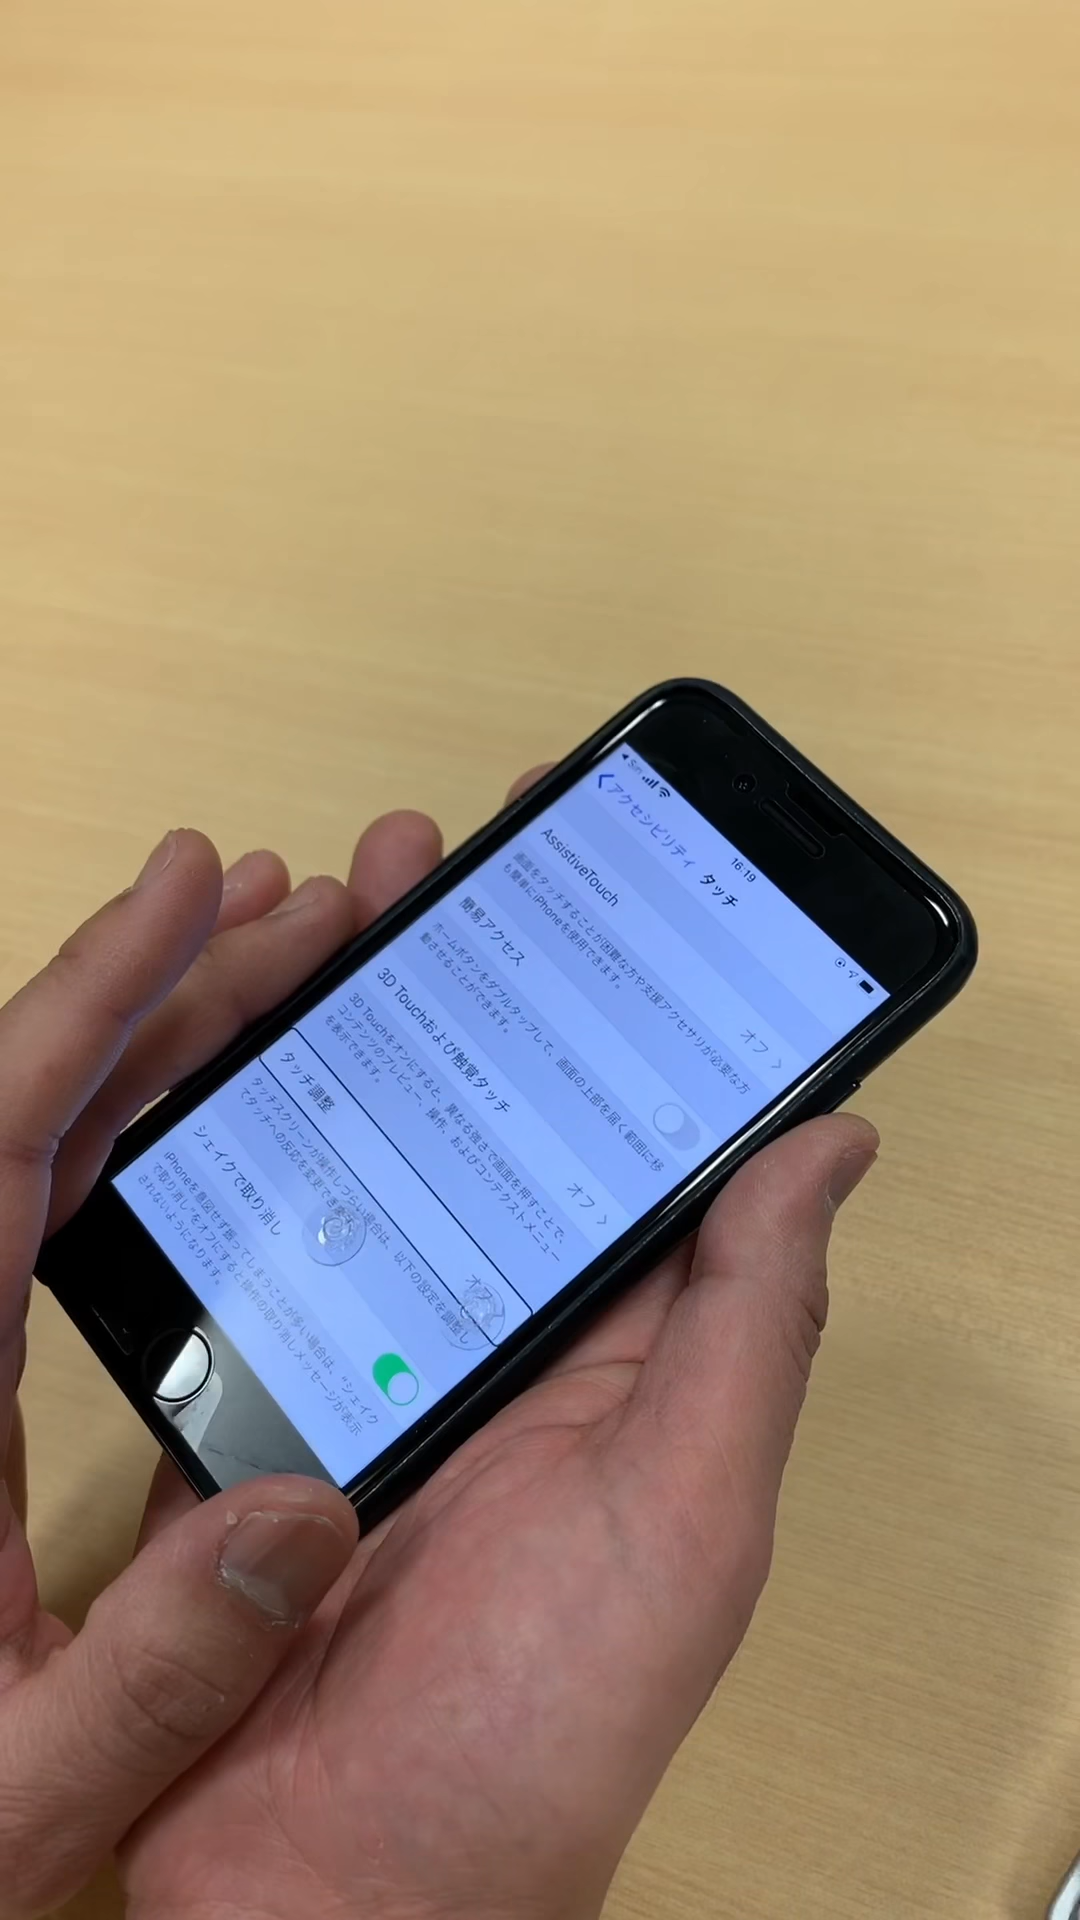 ◀ Siri
16:19
アクセシビリティ タッチ
AssistiveTouch オフ
画面をタッチすることが困難な方や支援アクセサリが必要な方
も簡単にiPhoneを使用できます。
簡易アクセス
ホームボタンをダブルタップして、画面の上部を届く範囲に移
動させることができます。
3D Touchおよび触覚タッチ オフ
3D Touchをオンにすると、異なる強さで画面を押すことで、
コンテンツのプレビュー、操作、およびコンテクストメニュー
を表示できます。
タッチ調整 オフ
タッチスクリーンが操作しづらい場合は、以下の設定を調整し
てタッチへの反応を変更できます。
シェイクで取り消し
iPhoneを意図せず振ってしまうことが多い場合は、"シェイク
で取り消し"をオフにすると操作の取り消しメッセージが表示
されないようになります。